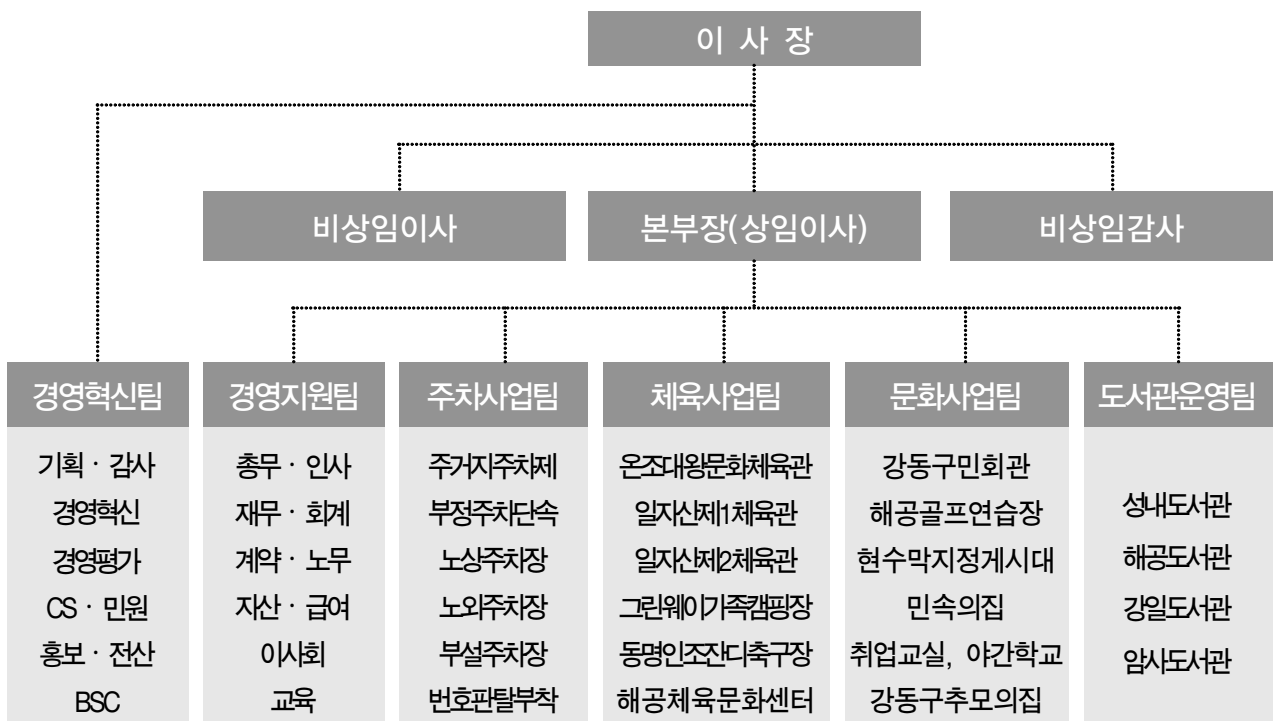 이 사 장
비상임이사
본부장(상임이사)
비상임감사
경영혁신팀
기획 · 감사
경영혁신
경영평가
CS · 민원
홍보 · 전산
BSC
경영지원팀
총무 · 인사
재무 · 회계
계약 · 노무
자산 · 급여
이사회
교육
주차사업팀
주거지주차제
부정주차단속
노상주차장
노외주차장
부설주차장
번호판탈부착
체육사업팀
온조대왕문화체육관
일자산제1체육관
일자산제2체육관
그린웨이가족캠핑장
동명인조잔디축구장
해공체육문화센터
문화사업팀
강동구민회관
해공골프연습장
현수막지정게시대
민속의집
취업교실, 야간학교
강동구추모의집
도서관운영팀
성내도서관
해공도서관
강일도서관
암사도서관